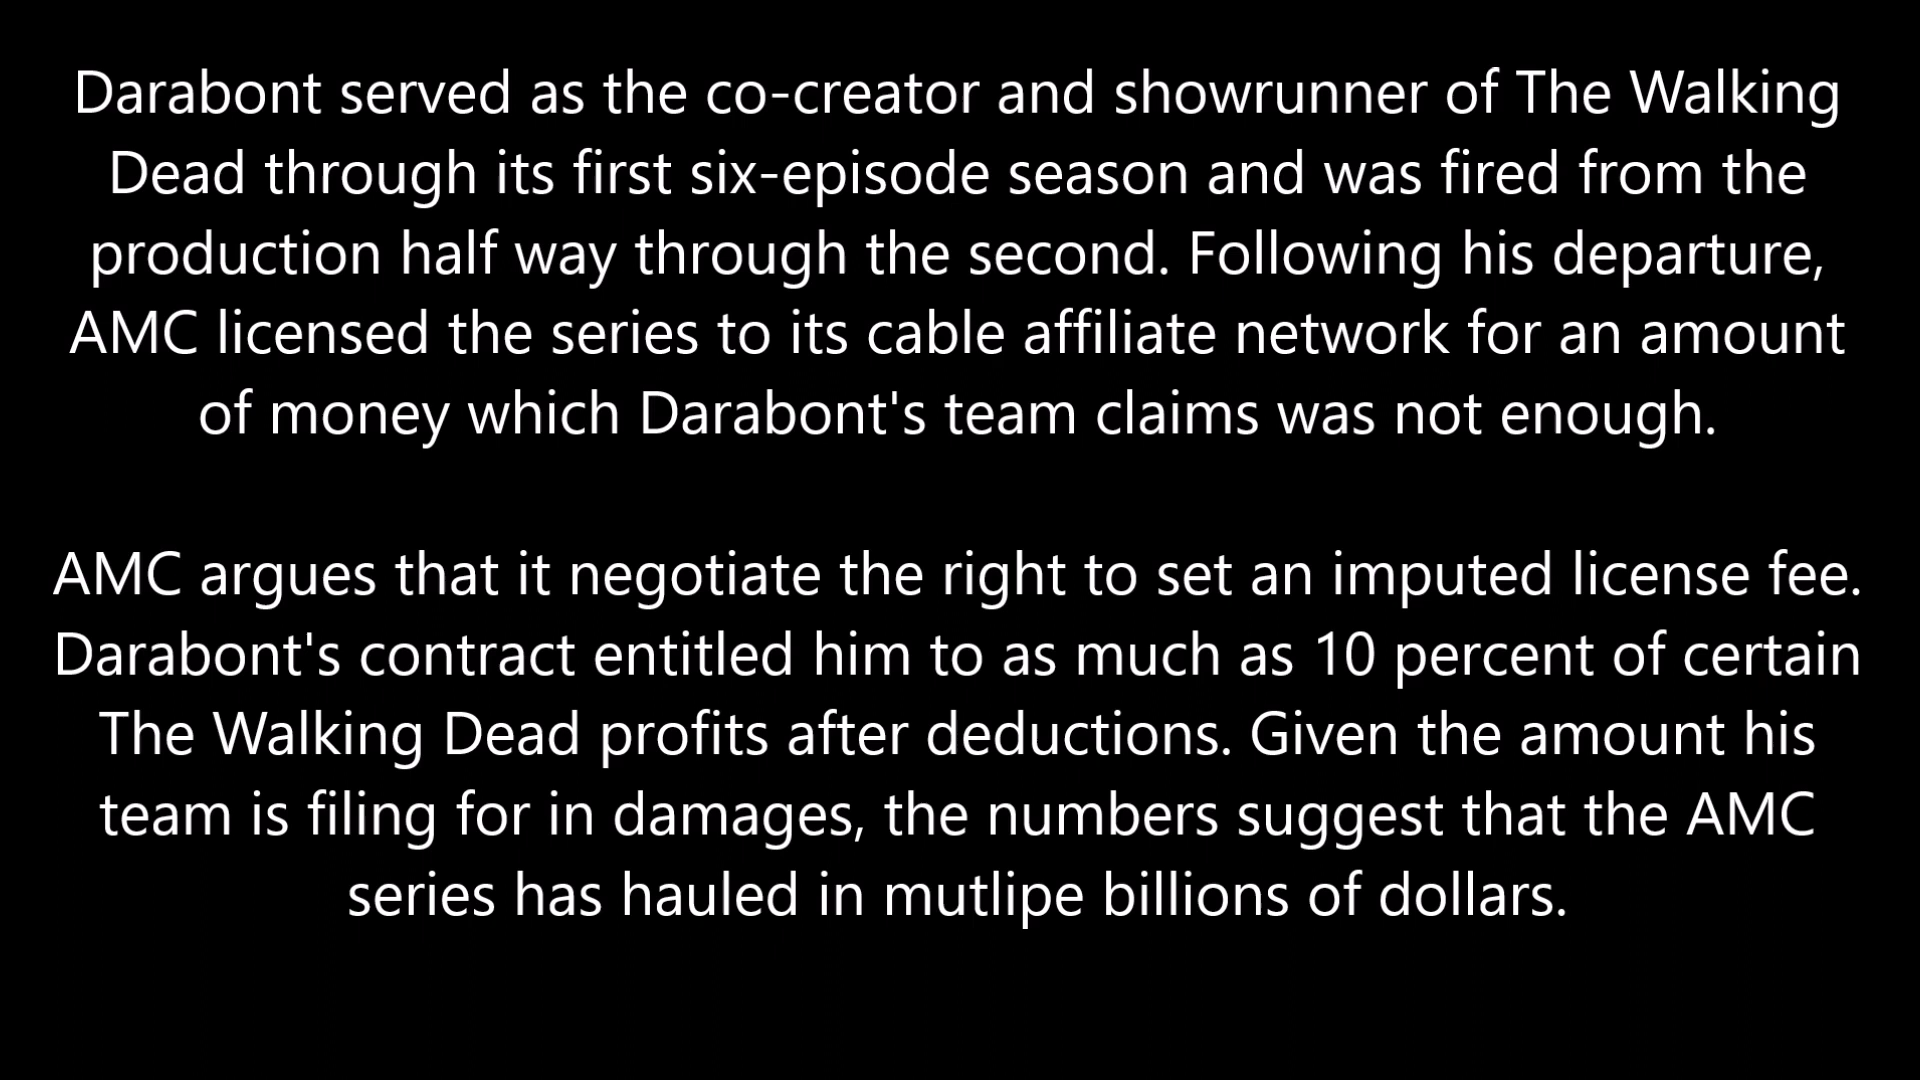 Darabont served as the co-creator and showrunner of The Walking
Dead through its first six-episode season and was fired from the
production half way through the second. Following his departure,
AMC licensed the series to its cable affiliate network for an amount
of money which Darabont's team claims was not enough.
AMC argues that it negotiate the right to set an imputed license fee.
Darabont's contract entitled him to as much as 10 percent of certain
The Walking Dead profits after deductions. Given the amount his
team is filing for in damages, the numbers suggest that the AMC
series has hauled in mutlipe billions of dollars.